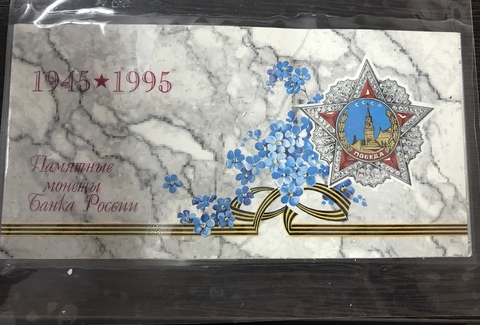 1945★1995
Памятные
монеты
Банка России
СССР
ПОБЕДА